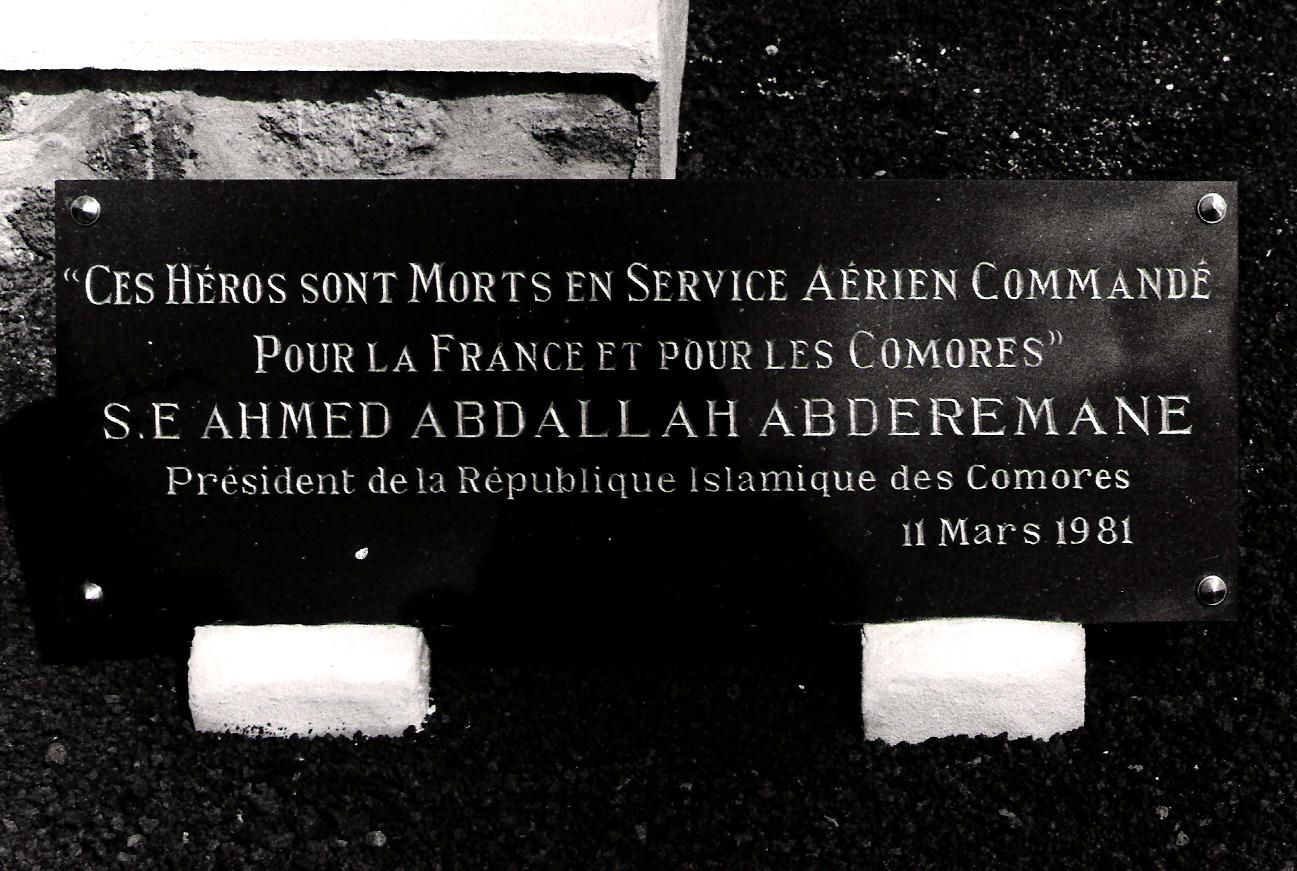 “Ces Héros sont Morts en Service Aérien Commandé
Pour la France et pour les Comores”
S.E AHMED ABDALLAH ABDEREMANE
Président de la République Islamique des Comores
11 Mars 1981